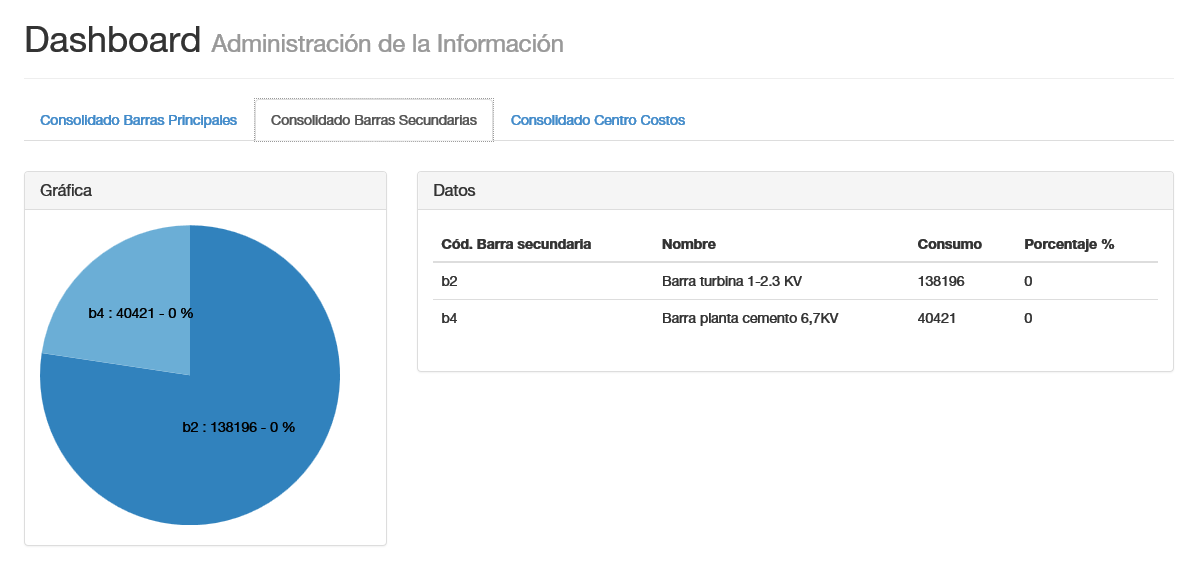 Dashboard Administración de la Información
Consolidado Barras Principales Consolidado Barras Secundarias Consolidado Centro Costos
Gráfica
b4 : 40421 - 0 %
b2 : 138196 - 0 %
Datos
Cód. Barra secundaria Nombre Consumo Porcentaje %
b2 Barra turbina 1-2.3 KV 138196 0
b4 Barra planta cemento 6,7KV 40421 0